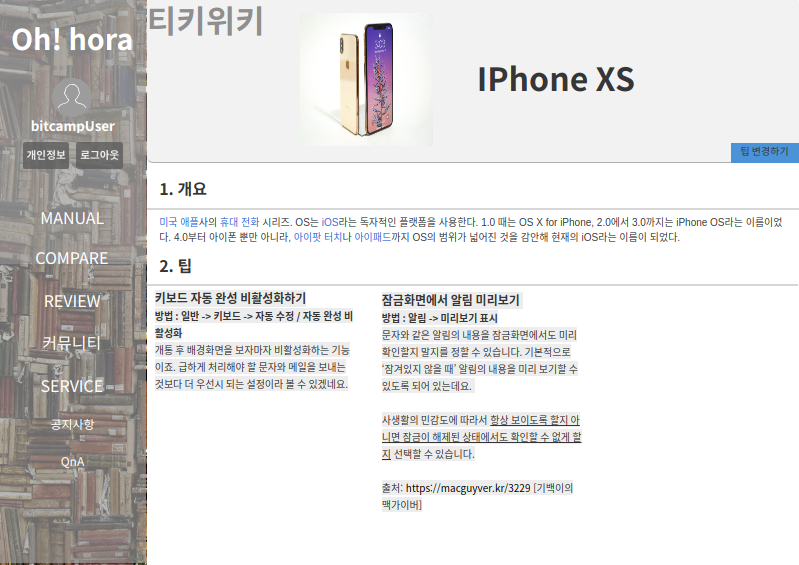 Oh! hora
bitcampUser
개인정보 로그아웃
MANUAL
COMPARE
REVIEW
커뮤니티
SERVICE
공지사항
QnA
티키위키
IPhone XS
팁 변경하기
1. 개요
미국 애플사의 휴대 전화 시리즈. OS는 iOS라는 독자적인 플랫폼을 사용한다. 1.0 때는 OS X for iPhone, 2.0에서 3.0까지는 iPhone OS라는 이름이었
다. 4.0부터 아이폰 뿐만 아니라, 아이팟 터치나 아이패드까지 OS의 범위가 넓어진 것을 감안해 현재의 iOS라는 이름이 되었다.
2. 팁
키보드 자동 완성 비활성화하기
방법 : 일반 -> 키보드 -> 자동 수정 / 자동 완성 비
활성화
개통 후 배경화면을 보자마자 비활성화하는 기능
이죠. 급하게 처리해야 할 문자와 메일을 보내는
것보다 더 우선시 되는 설정이라 볼 수 있겠네요.
잠금화면에서 알림 미리보기
방법 : 알림 -> 미리보기 표시
문자와 같은 알림의 내용을 잠금화면에서도 미리
확인할지 말지를 정할 수 있습니다. 기본적으로
‘잠겨있지 않을 때’ 알림의 내용을 미리 보기할 수
있도록 되어 있는데요.
사생활의 민감도에 따라서 항상 보이도록 할지 아
니면 잠금이 해제된 상태에서도 확인할 수 없게 할
지 선택할 수 있습니다.
출처: https://macguyver.kr/3229 [기백이의
맥가이버]